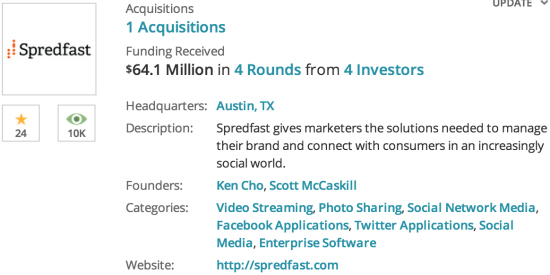 UPDATE
Acquisitions
1 Acquisitions
Spredfast
Funding Received
$64.1 Million in 4 Rounds from 4 Investors
24
10K
Headquarters: Austin, TX
Description: Spredfast gives marketers the solutions needed to manage
their brand and connect with consumers in an increasingly
social world.
Founders: Ken Cho, Scott McCaskill
Categories: Video Streaming, Photo Sharing, Social Network Media,
Facebook Applications, Twitter Applications, Social
Media, Enterprise Software
Website: http://spredfast.com